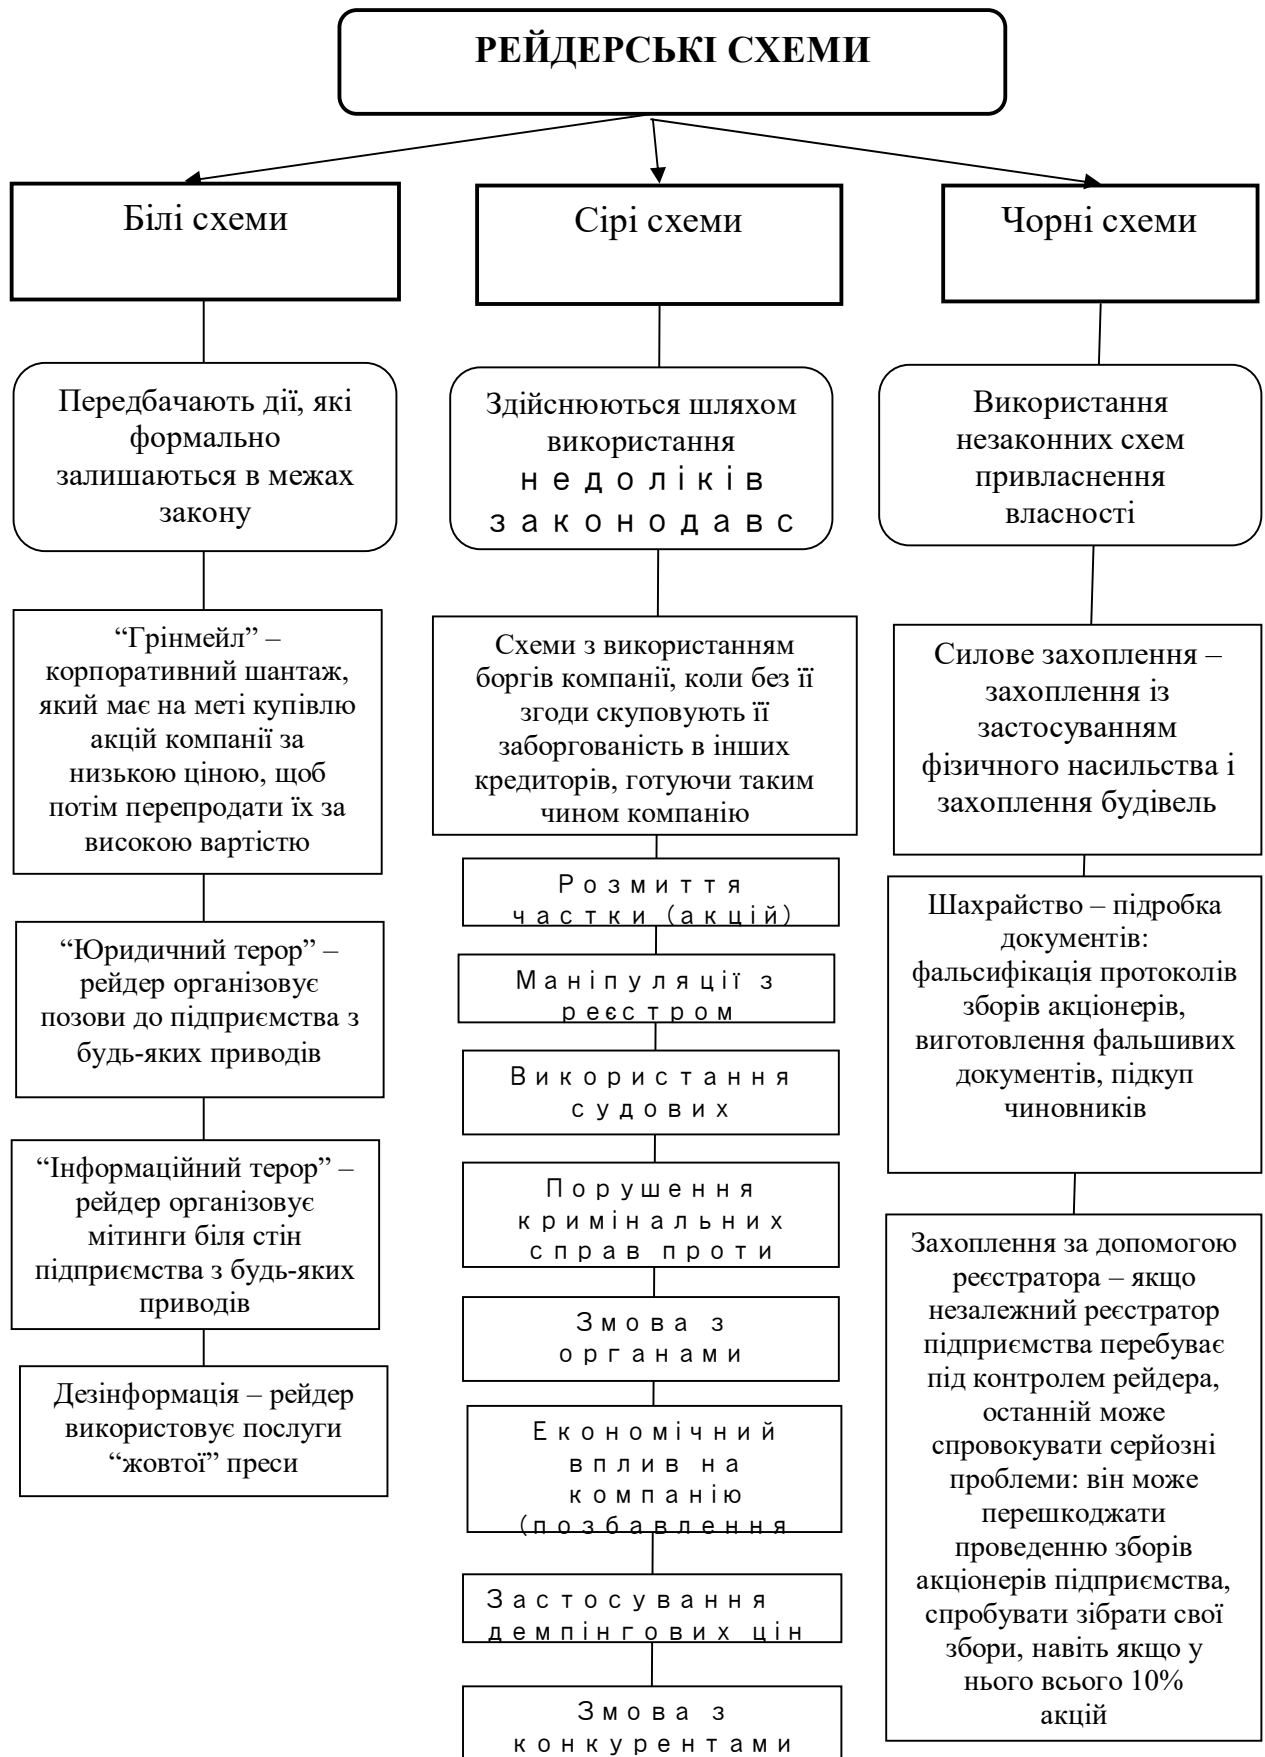 РЕЙДЕРСЬКІ СХЕМИ
Білі схеми
Передбачають дії, які
формально
залишаються в межах
закону
“Грінмейл” –
корпоративний шантаж,
який має на меті купівлю
акцій компанії за
низькою ціною, щоб
потім перепродати їх за
високою вартістю
“Юридичний терор” –
рейдер організовує
позови до підприємства з
будь-яких приводів
“Інформаційний терор” –
рейдер організовує
мітинги біля стін
підприємства з будь-яких
приводів
Дезінформація – рейдер
використовує послуги
“жовтої” преси
Сірі схеми
Здійснюються шляхом
використання
недоліків
законодавс
Схеми з використанням
боргів компанії, коли без її
згоди скуповують її
заборгованість в інших
кредиторів, готуючи таким
чином компанію
Розмиття
частки (акцій)
Маніпуляції з
реєстром
Використання
судових
Порушення
кримінальних
справ проти
Змова з
органами
Економічний
вплив на
компанію
(позбавлення
Застосування
демпінгових цін
Змова з
конкурентами
Чорні схеми
Використання
незаконних схем
привласнення
власності
Силове захоплення –
захоплення із
застосуванням
фізичного насильства і
захоплення будівель
Шахрайство – підробка
документів:
фальсифікація протоколів
зборів акціонерів,
виготовлення фальшивих
документів, підкуп
чиновників
Захоплення за допомогою
реєстратора – якщо
незалежний реєстратор
підприємства перебуває
під контролем рейдера,
останній може
спровокувати серйозні
проблеми: він може
перешкоджати
проведенню зборів
акціонерів підприємства,
спробувати зібрати свої
збори, навіть якщо у
нього всього 10%
акцій